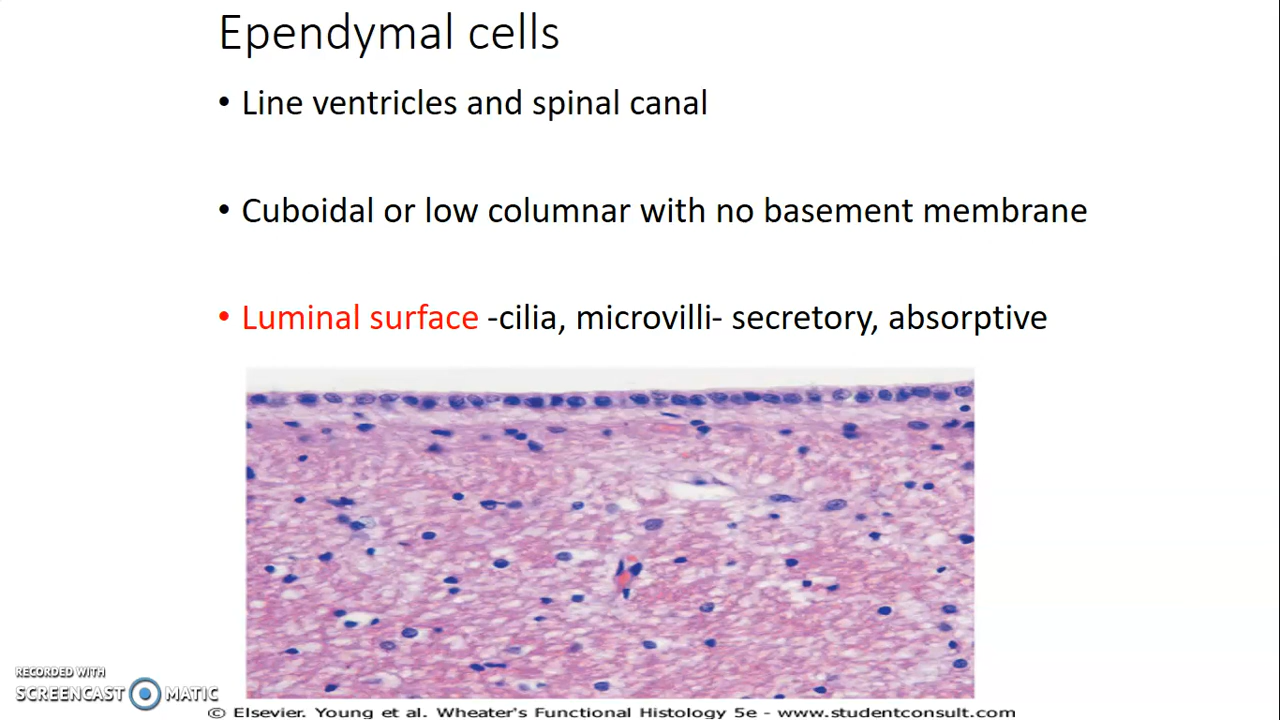 Ependymal cells
• Line ventricles and spinal canal
• Cuboidal or low columnar with no basement membrane
• Luminal surface -cilia, microvilli- secretory, absorptive
RECORDED WITH
SCREENCAST MATIC
© Elsevier. Young et al. Wheater's Functional Histology 5e - www.studentconsult.com